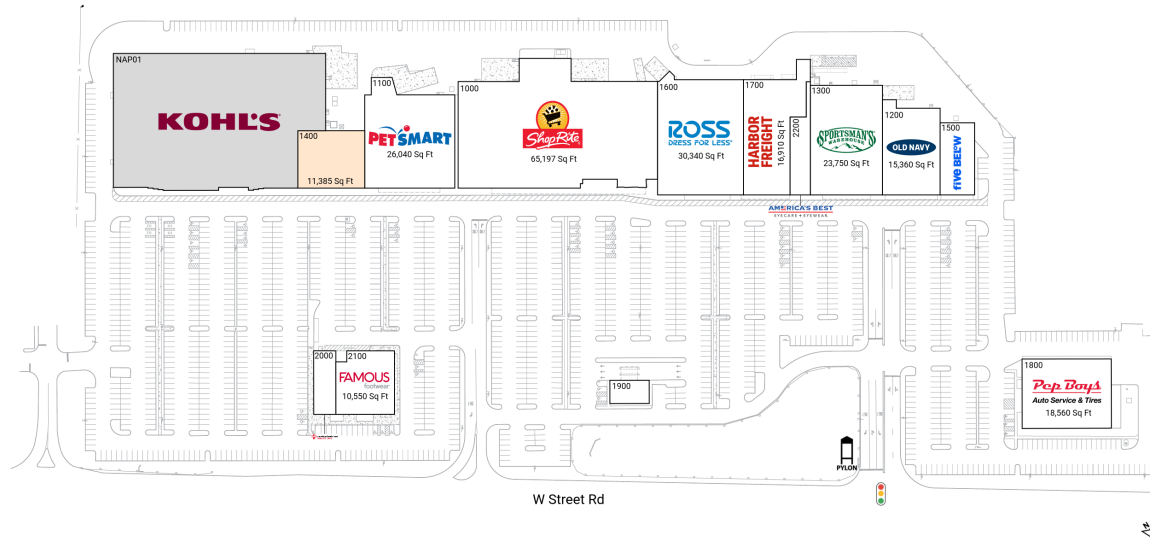 NAP01
KOHL'S
1400
11,385 Sq Ft
1100
PETSMART
26,040 Sq Ft
1000
ShopRite
65,197 Sq Ft
1600
ROSS
DRESS FOR LESS
30,340 Sq Ft
1700
HARBOR
FREIGHT
16,910 Sq Ft
2200
AMERICA'S BEST
EYECARE + EYEWEAR
1300
SPORTSMAN'S
WAREHOUSE
23,750 Sq Ft
1200
OLD NAVY
15,360 Sq Ft
1500
five BELOW
2000
2100
FAMOUS
footwear
10,550 Sq Ft
1900
1800
Pep Boys
Auto Service & Tires
18,560 Sq Ft
PYLON
W Street Rd